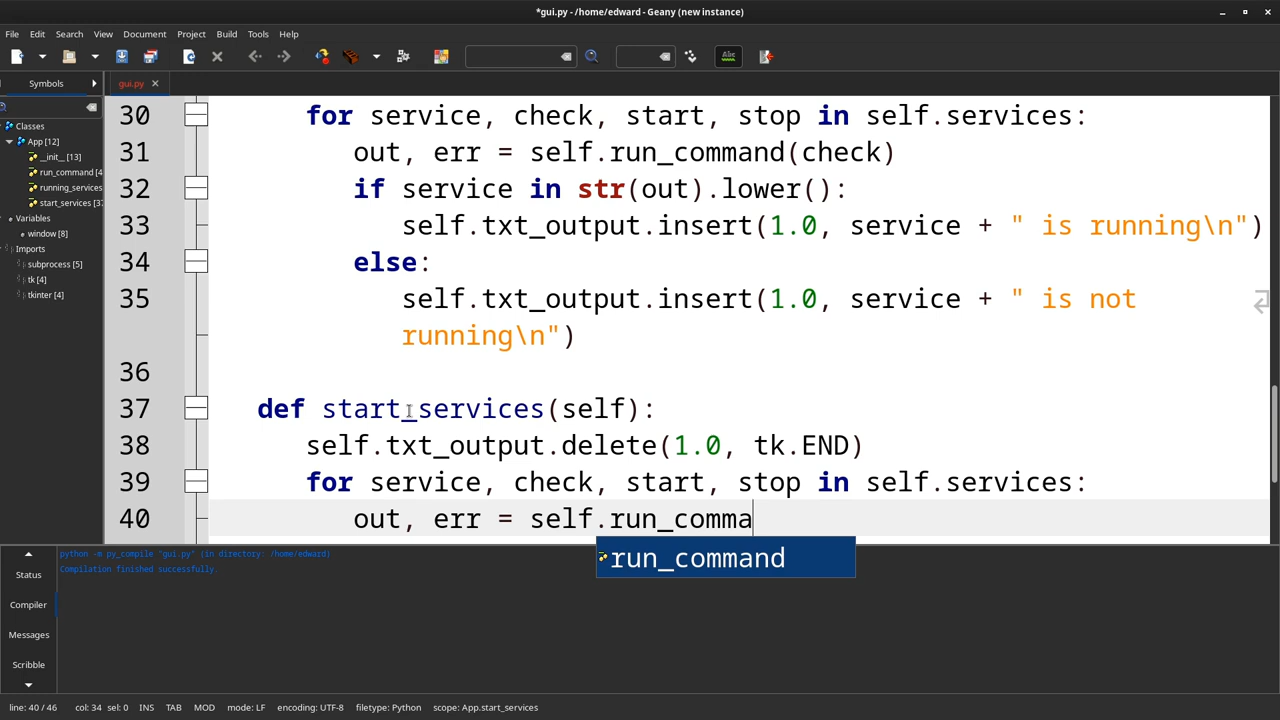 *gui.py - /home/edward - Geany (new instance)
File Edit Search View Document Project Build Tools Help
Abc
Symbols
gui.py
Classes
App [12]
__init__ [13]
run_command [4
running_services
start_services [37
Variables
window [8]
Imports
subprocess [5]
tk [4]
tkinter [4]
30 for service, check, start, stop in self.services:
31 out, err = self.run_command(check)
32 if service in str(out).lower():
33 self.txt_output.insert(1.0, service + " is running\n")
34 else:
35 self.txt_output.insert(1.0, service + " is not
running\n")
36
37 def start_services(self):
38 self.txt_output.delete(1.0, tk.END)
39 for service, check, start, stop in self.services:
40 out, err = self.run_comma
run_command
Status
Compiler
Messages
Scribble
python -m py_compile "gui.py" (in directory: /home/edward)
Compilation finished successfully.
line: 40 / 46 col: 34 sel: 0 INS TAB MOD mode: LF encoding: UTF-8 filetype: Python scope: App.start_services